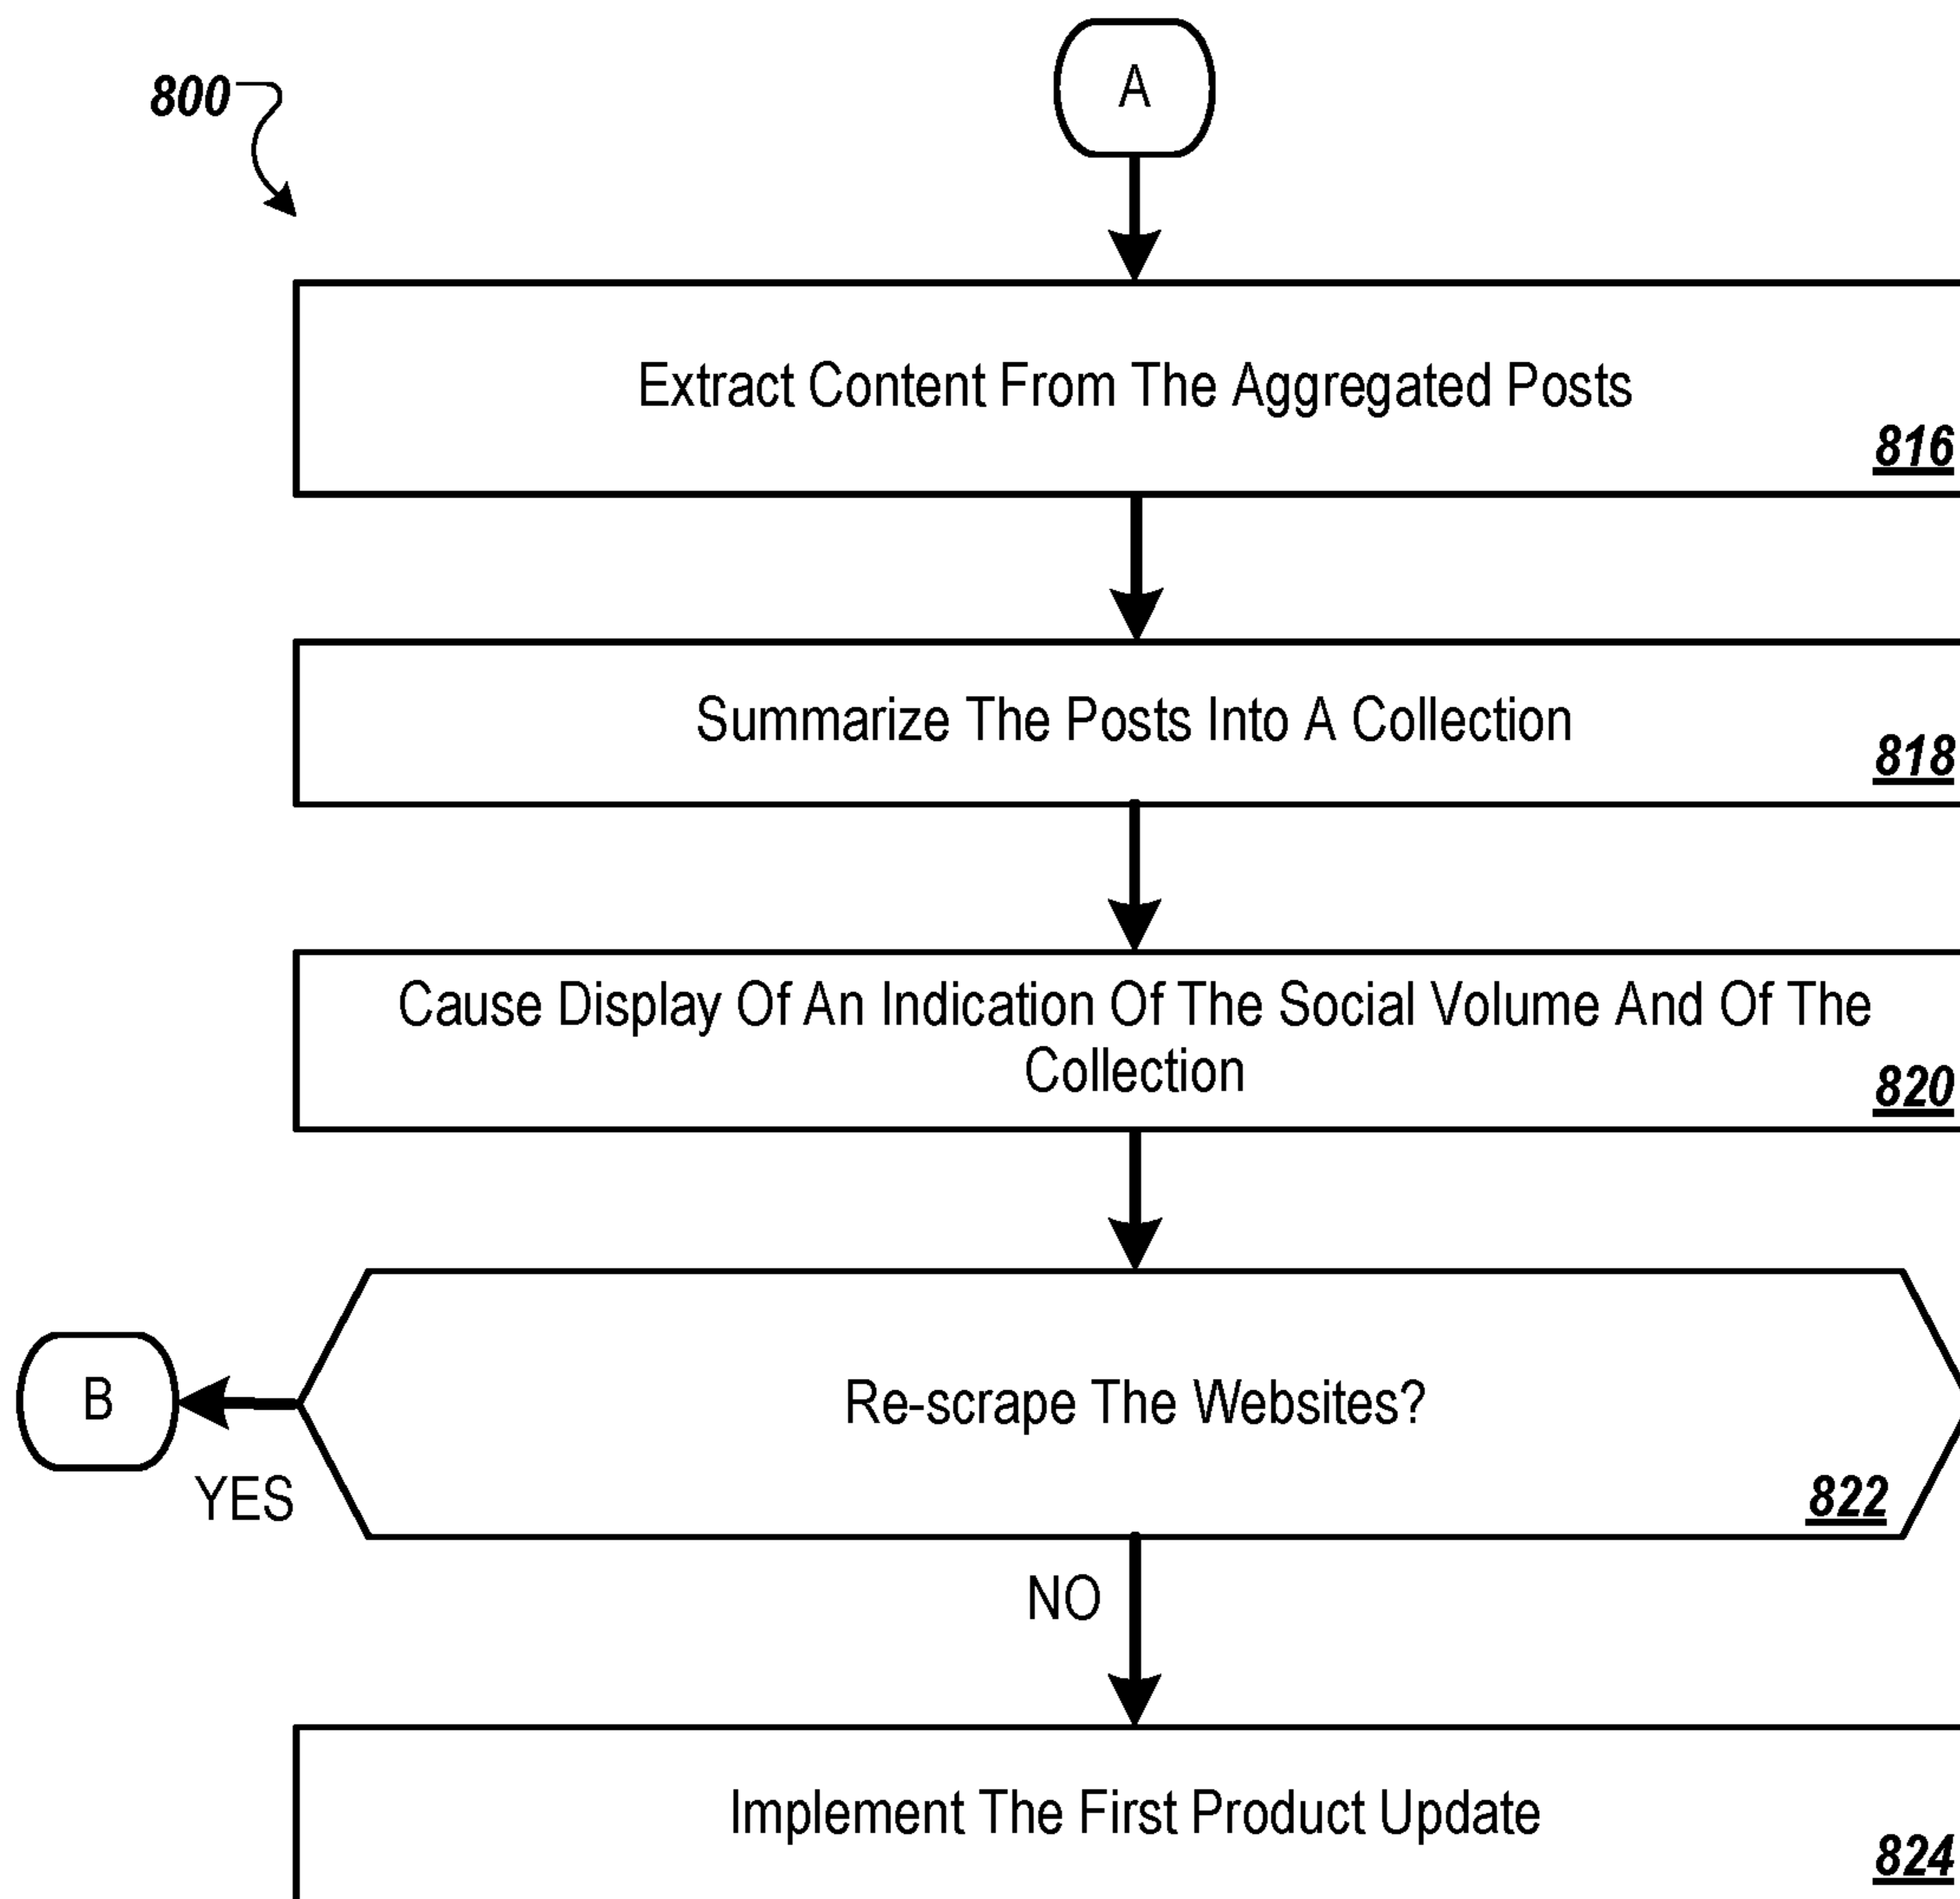 800
A
Extract Content From The Aggregated Posts
816
Summarize The Posts Into A Collection
818
Cause Display Of An Indication Of The Social Volume And Of The
Collection
820
Re-scrape The Websites?
B
YES
822
NO
Implement The First Product Update
824